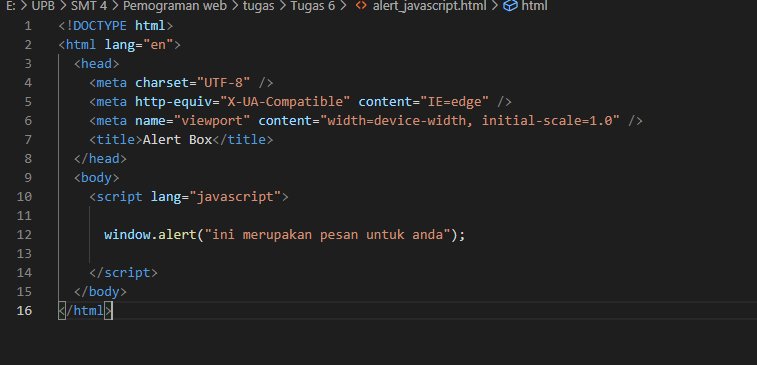 E: > UPB > SMT 4 > Pemograman web > tugas > Tugas 6 > <> alert_javascript.html > html
1 <!DOCTYPE html>
2 <html lang="en">
3 <head>
4 <meta charset="UTF-8" />
5 <meta http-equiv="X-UA-Compatible" content="IE=edge" />
6 <meta name="viewport" content="width=device-width, initial-scale=1.0" />
7 <title>Alert Box</title>
8 </head>
9 <body>
10 <script lang="javascript">
11
12 window.alert("ini merupakan pesan untuk anda");
13
14 </script>
15 </body>
16 </html>